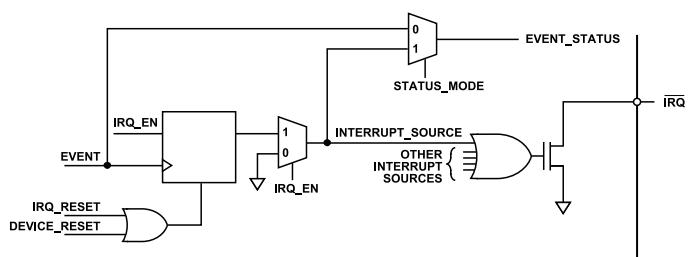 0
1
EVENT_STATUS
STATUS_MODE
IRQ_EN
EVENT
1
0
IRQ_EN
INTERRUPT_SOURCE
OTHER
INTERRUPT
SOURCES
IRQ
IRQ_RESET
DEVICE_RESET